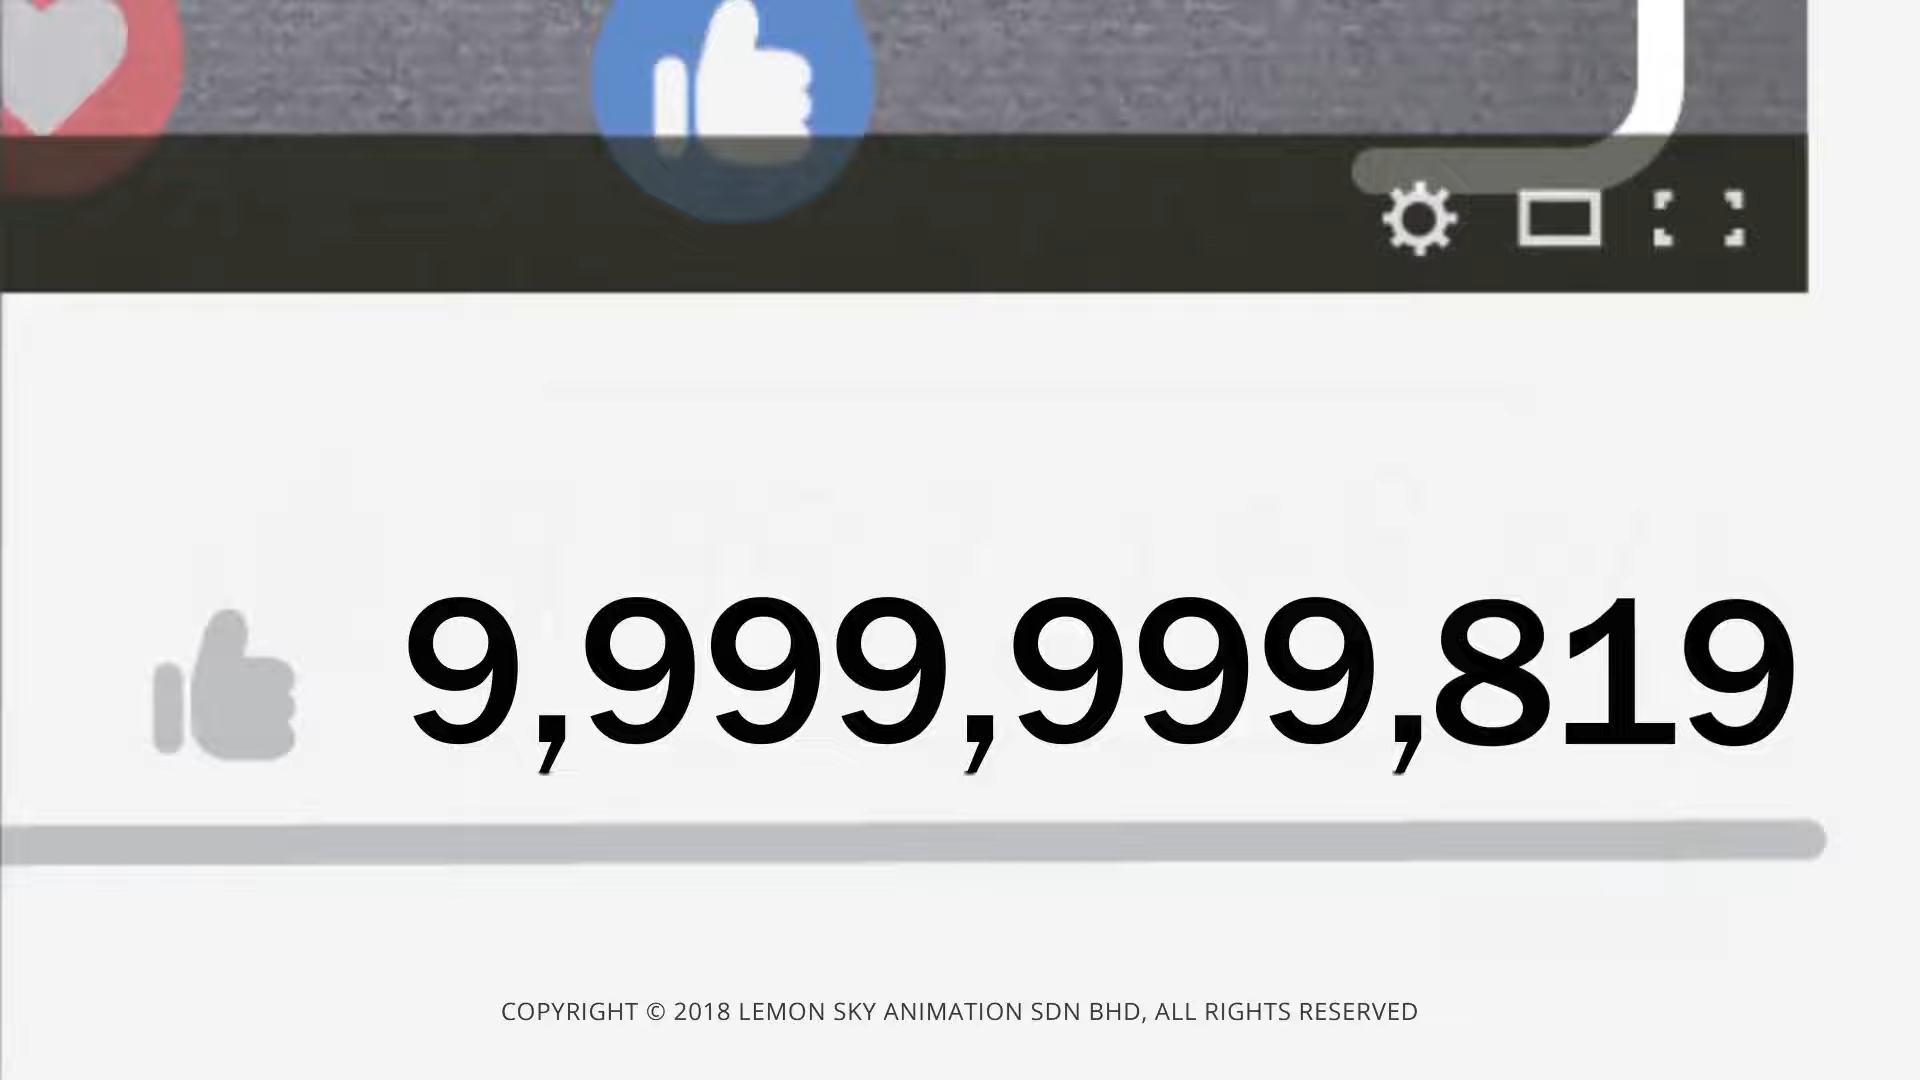 9,999,999,819
COPYRIGHT © 2018 LEMON SKY ANIMATION SDN BHD, ALL RIGHTS RESERVED